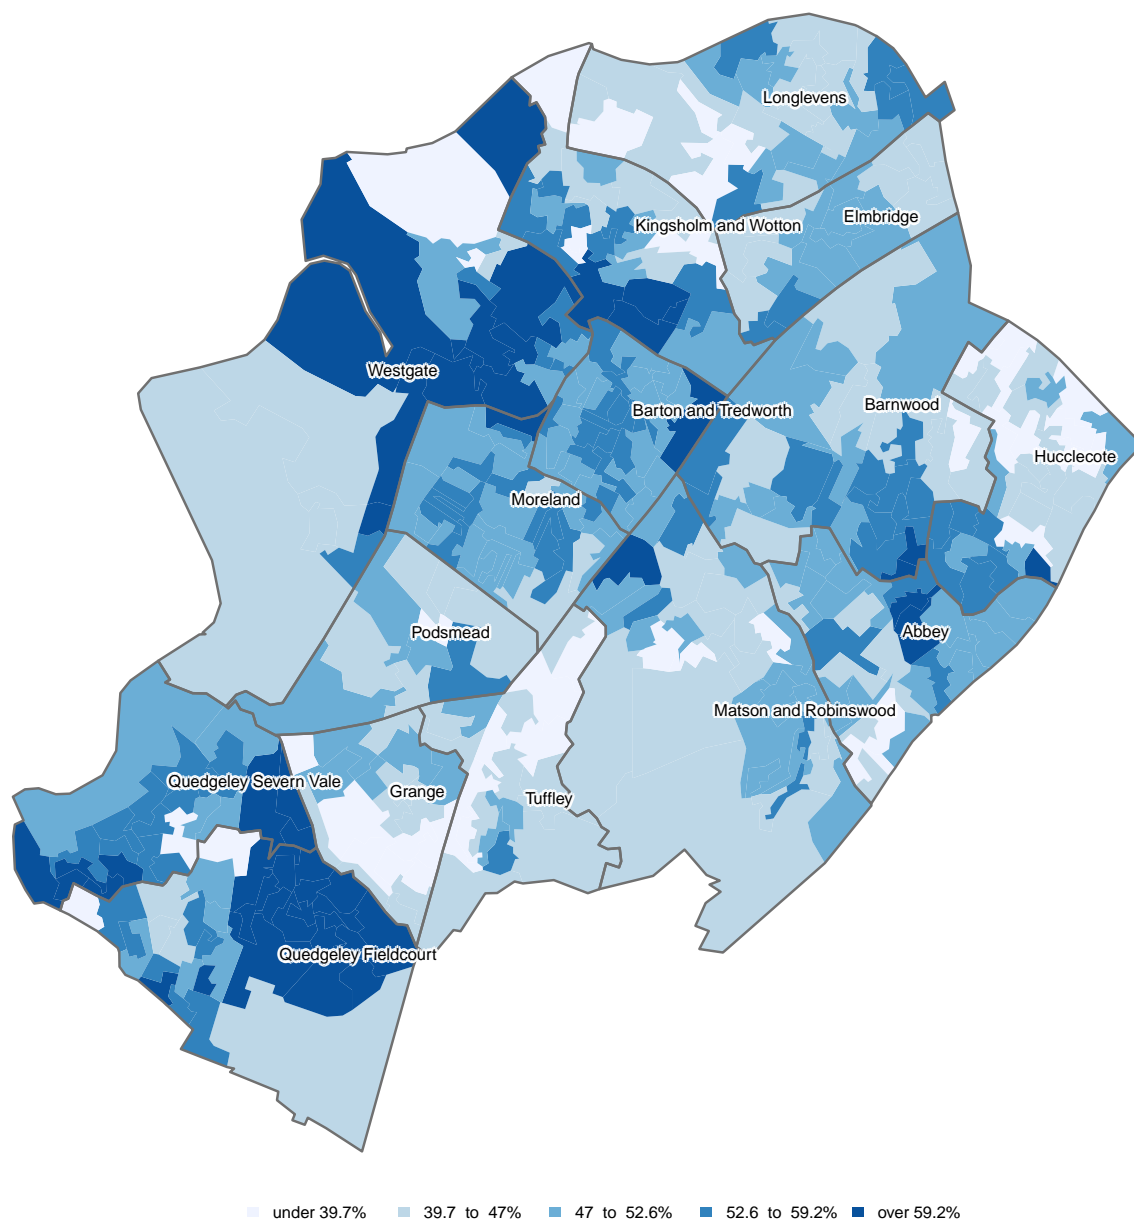 Longlevens
Elmbridge
Kingsholm and Wotton
Westgate
Barton and Tredworth
Barnwood
Hucclecote
Moreland
Podsmead
Abbey
Matson and Robinswood
Quedgeley Severn Vale
Grange
Tuffley
Quedgeley Fieldcourt
under 39.7% 39.7 to 47% 47 to 52.6% 52.6 to 59.2% over 59.2%